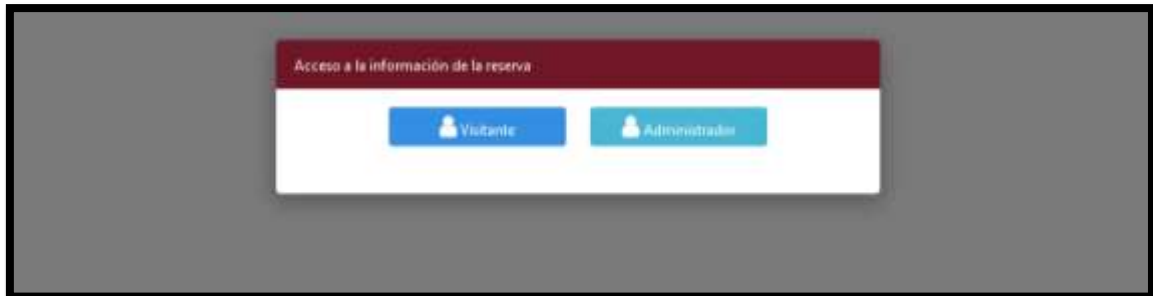 Acceso a la información de la reserva
Visitante Administrador